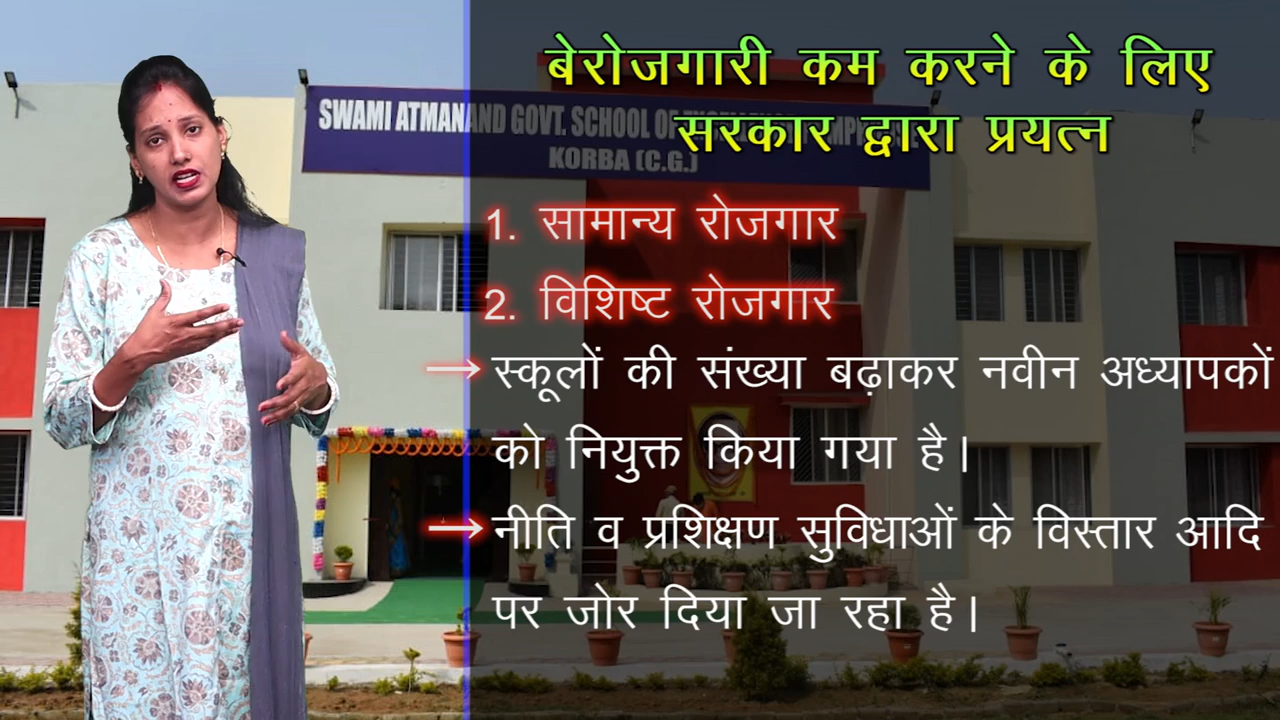 बेरोजगारी कम करने के लिए
सरकार द्वारा प्रयत्न
SWAMI ATMANAND GOVT. SCHOOL OF
KORBA (C.G.)
1. सामान्य रोजगार
2. विशिष्ट रोजगार
→ स्कूलों की संख्या बढ़ाकर नवीन अध्यापकों
को नियुक्त किया गया है।
→ नीति व प्रशिक्षण सुविधाओं के विस्तार आदि
पर जोर दिया जा रहा है।